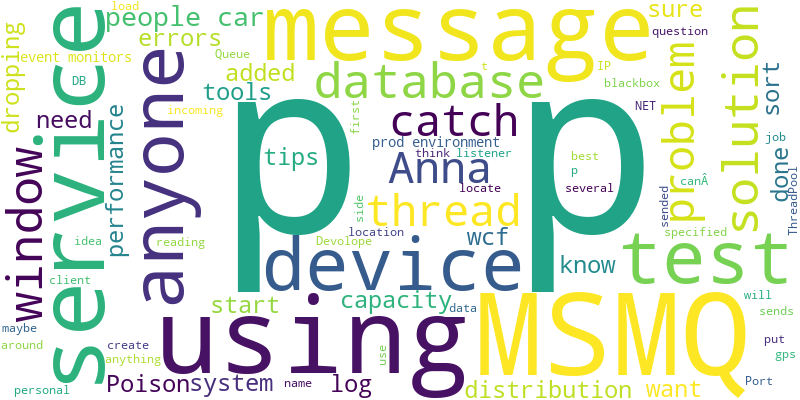 load
people car
message
sure
question
service
dropping
errors
event monitors
Queue
t
IP
solution
DB
added
database
blackbox
sort
anyone
tools
need
p p
first
catch
NET
problem
incoming
performance
prod environment
job
tips
think listener
best
done
window
Anna
p
canÂ
locate
several
sended
ThreadPool
side
thread
idea
reading
location
wcf
specified
Devolope
device
test
client
know
start
capacity
data
will
using
MSMQ
sends
maybe
create
put
around
anything
use
gps
personal
Poison
system
name
log
distribution
want
Port